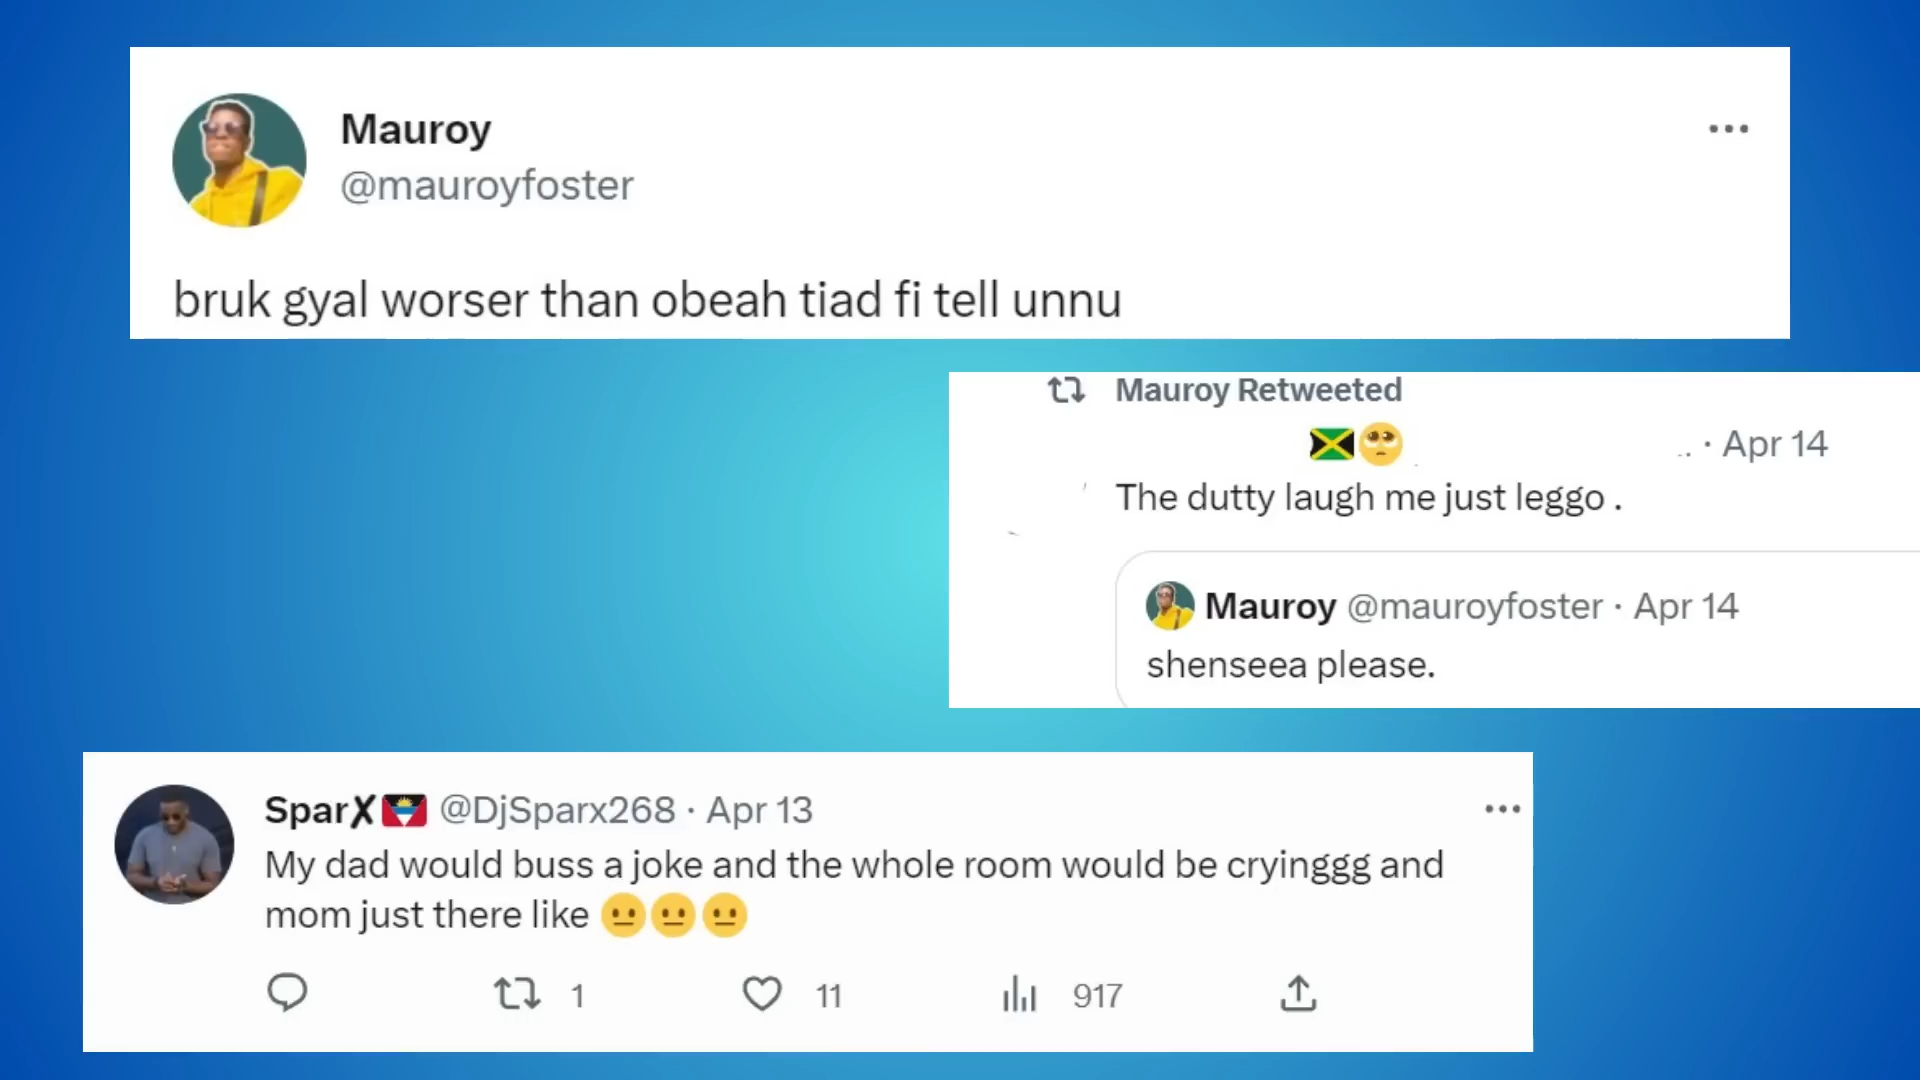 Mauroy
@mauroyfoster
bruk gyal worser than obeah tiad fi tell unnu
Mauroy Retweeted
🇯🇲🥺 .. · Apr 14
The dutty laugh me just leggo .
Mauroy @mauroyfoster · Apr 14
shenseea please.
SparX🇦🇬 @DjSparx268 · Apr 13
My dad would buss a joke and the whole room would be cryinggg and
mom just there like 😐😐😐
1 11 917